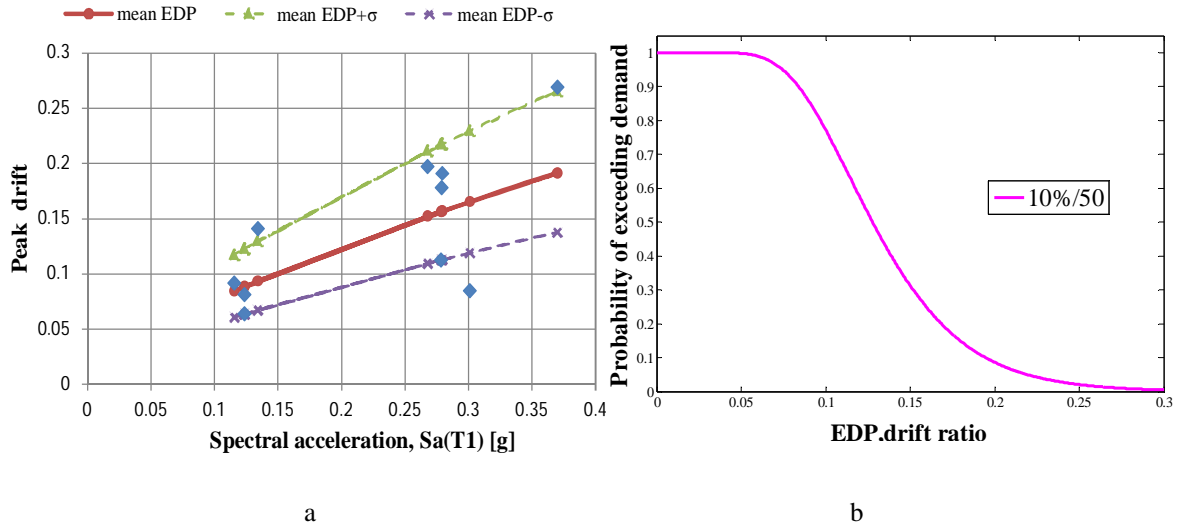 mean EDP mean EDP+σ mean EDP-σ
0.3
0.25
0.2
0.15
0.1
0.05
0
Peak drift
0 0.05 0.1 0.15 0.2 0.25 0.3 0.35 0.4
Spectral acceleration, Sa(T1) [g]
a
1
0.9
0.8
0.7
0.6
0.5
0.4
0.3
0.2
0.1
0
Probability of exceeding demand
10%/50
0 0.05 0.1 0.15 0.2 0.25 0.3
EDP.drift ratio
b